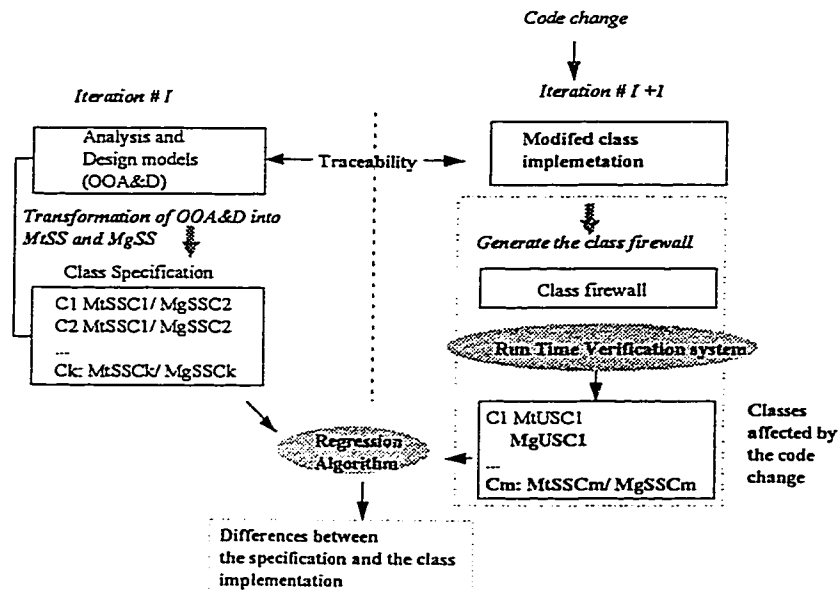 Code change
Iteration # I
Iteration # I +1
Analysis and
Design models
(OOA&D)
Traceability
Modifed class
implemetation
Transformation of OOA&D into
MtSS and MgSS
Generate the class firewall
Class Specification
Class firewall
C1 MtSSC1/ MgSSC2
C2 MtSSC1/ MgSSC2
...
Ck: MtSSCk/ MgSSCk
Run Time Verification system
C1 MtUSC1
MgUSC1
...
Cm: MtSSCm/ MgSSCm
Classes
affected by
the code
change
Regression
Algorithm
Differences between
the specification and the class
implementation